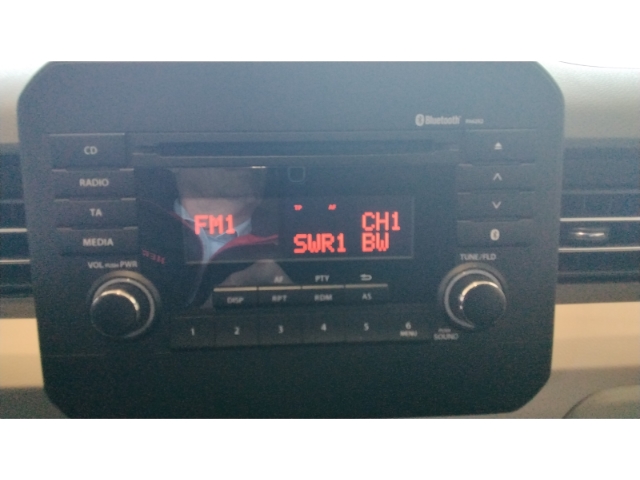 Bluetooth
CD
RADIO
TA
MEDIA
FM1
CH1
SWR1 BW
VOL PUSH PWR
TUNE/FLD
AF
PTY
DISP
RPT
RDM
AS
1
2
3
4
5
6
MENU
PUSH
SOUND